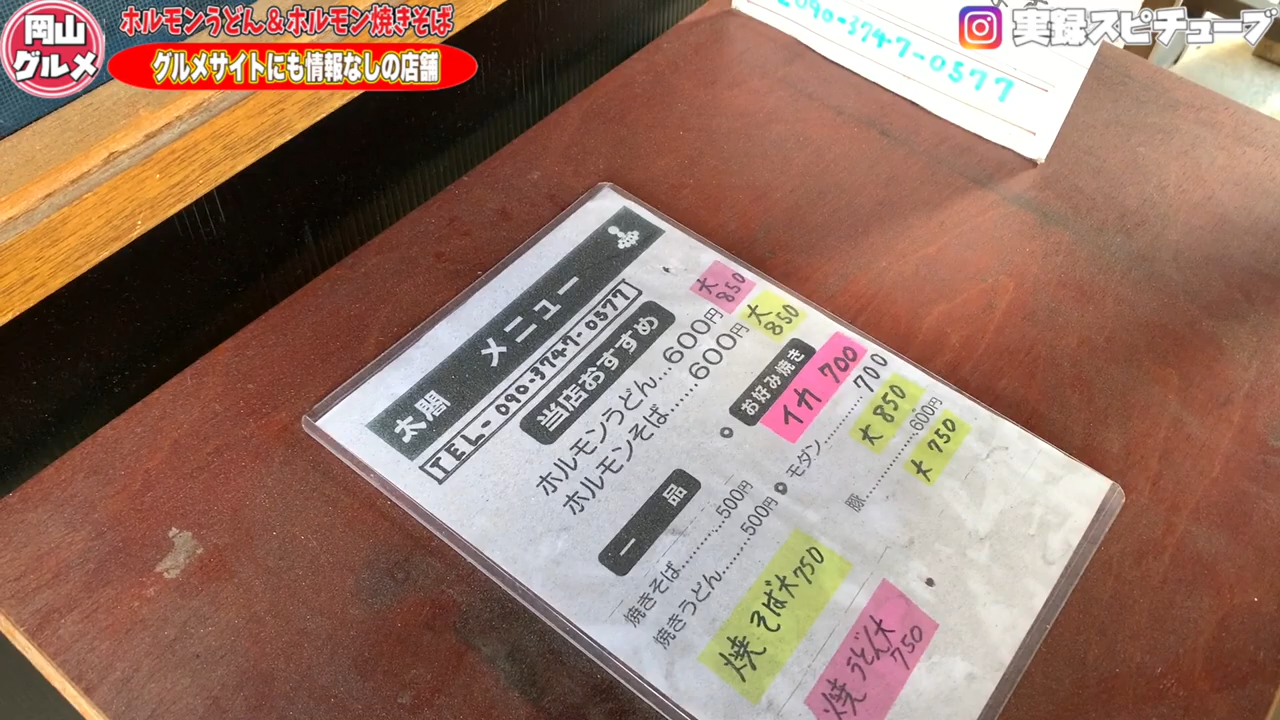 岡山
グルメ
ホルモンうどん＆ホルモン焼きそば
グルメサイトにも情報なしの店舗
実録スピチューブ
090-3747-0577
太閤 メニュー
TEL-090-3747-0577
当店おすすめ
ホルモンうどん…600円
大850
ホルモンそば……600円
大850
一品
焼きそば………500円
焼きうどん………500円
焼そば大750
焼うどん大750
お好み焼き
イカ 700
モダン………700
大850
豚………600円
大750